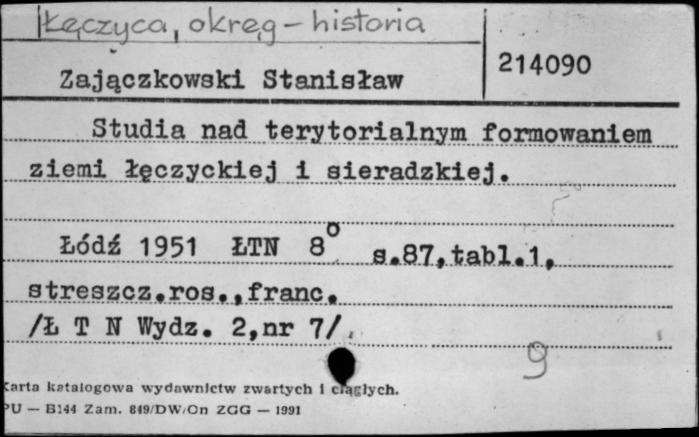 Łęczyca, okręg - historia
Zajączkowski Stanisław
214090
Studia nad terytorialnym formowaniem
ziemi łęczyckiej i sieradzkiej.
Łódź 1951 ŁTN 8° s.87,tabl.1,
streszcz.ros.,franc.
/Ł T N Wydz. 2,nr 7/
9
Karta katalogowa wydawnictw zwartych i ciągłych.
PU — B144 Zam. 849/DW/On ZGG — 1991